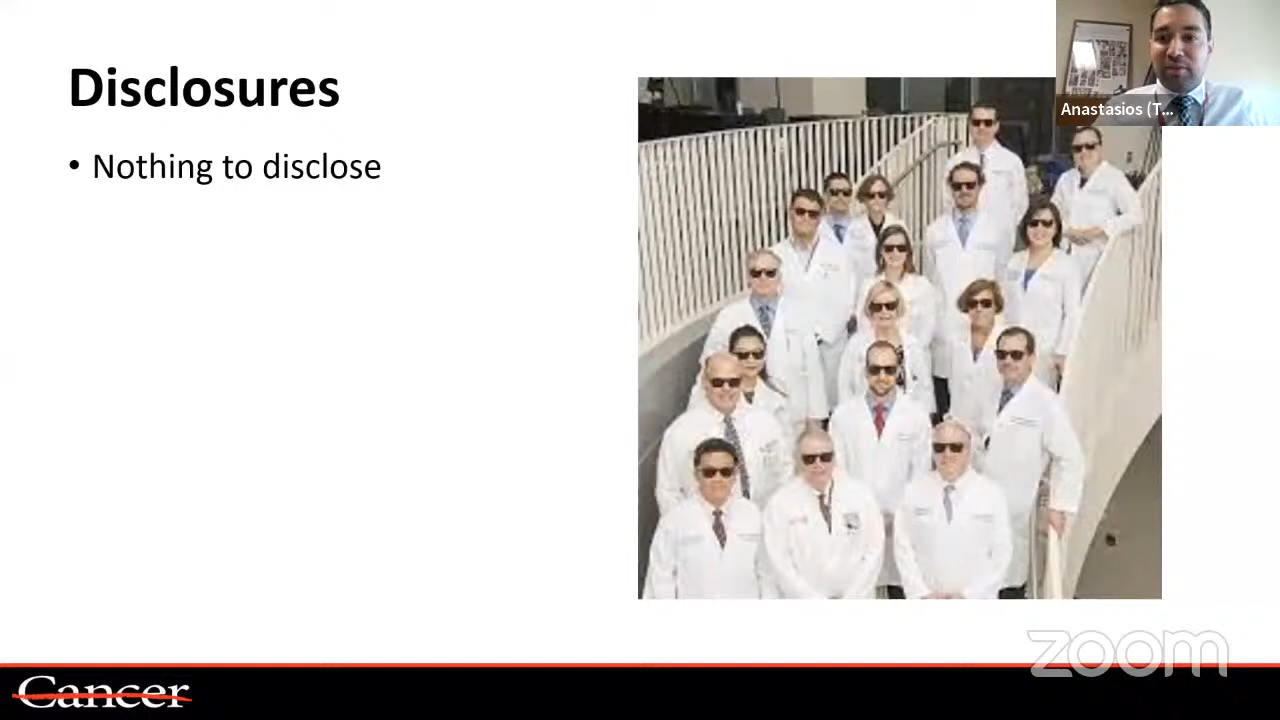 Disclosures
• Nothing to disclose
Anastasios (T...
zoom
Cancer